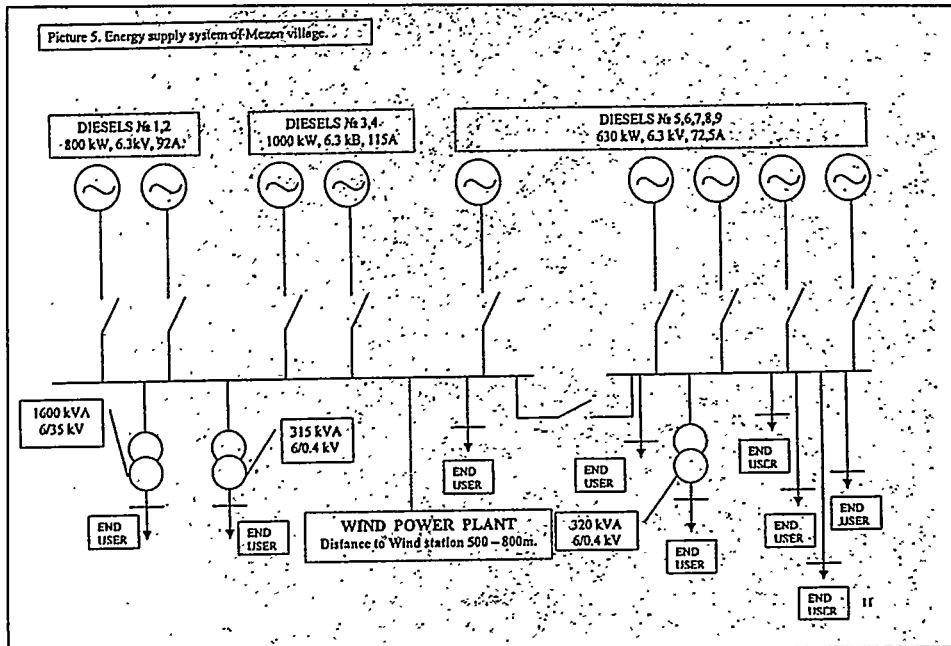 Picture 5. Energy supply system of Mezen village.
DIESELS № 1,2
800 kW, 6.3kV, 92A
DIESELS № 3,4
1000 kW, 6.3 kB, 115A
DIESELS № 5,6,7,8,9
630 kW, 6.3 kV, 72.5A
1600 kVA
6/35 kV
315 kVA
6/0.4 kV
END
USER
END
USER
END
USER
WIND POWER PLANT
Distance to Wind station 500 – 800m.
END
USER
320 kVA
6/0.4 kV
END
USER
END
USER
END
USER
END
USER
END
USER